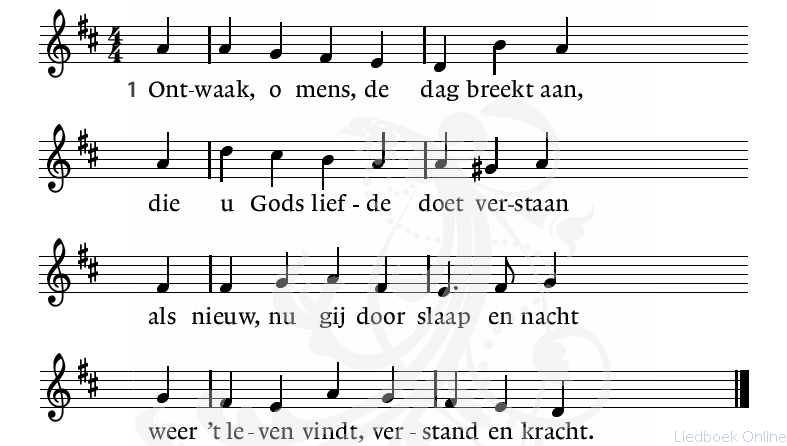 1 Ont-waak, o mens, de dag breekt aan,
die u Gods lief - de doet ver-staan
als nieuw, nu gij door slaap en nacht
weer 't le - ven vindt, ver - stand en kracht.
Liedboek Online